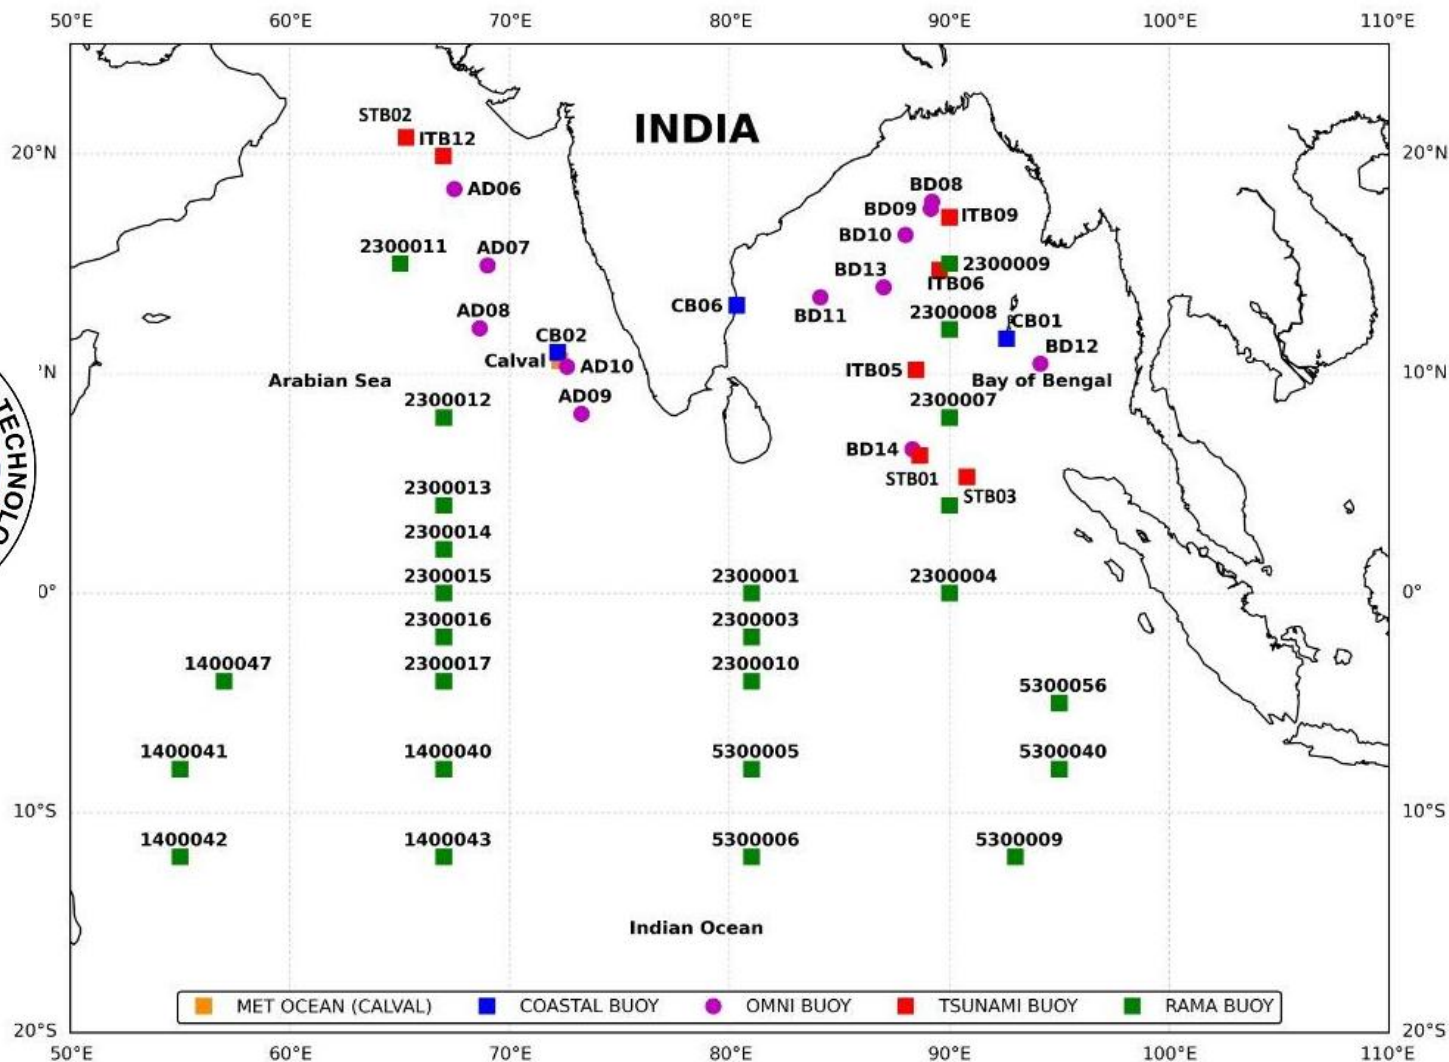 50°E 60°E 70°E 80°E 90°E 100°E 110°E
STB02
INDIA
ITB12
20°N 20°N
AD06
BD08
BD09 ITB09
BD10
2300011 AD07
BD13 2300009
ITB06
CB06
BD11
AD08 2300008
CB01
CB02
BD12
Calval AD10
ITB05
'N 10°N
Arabian Sea Bay of Bengal
AD09
2300012 2300007
BD14
STB01
STB03
2300013
2300014
2300015 2300001 2300004
0° 0°
2300016 2300003
1400047 2300017 2300010
5300056
1400041 1400040 5300005 5300040
10°S 10°S
1400042 1400043 5300006 5300009
Indian Ocean
MET OCEAN (CALVAL) COASTAL BUOY OMNI BUOY TSUNAMI BUOY RAMA BUOY
20°S 20°S
50°E 60°E 70°E 80°E 90°E 100°E 110°E
TECHNOLO